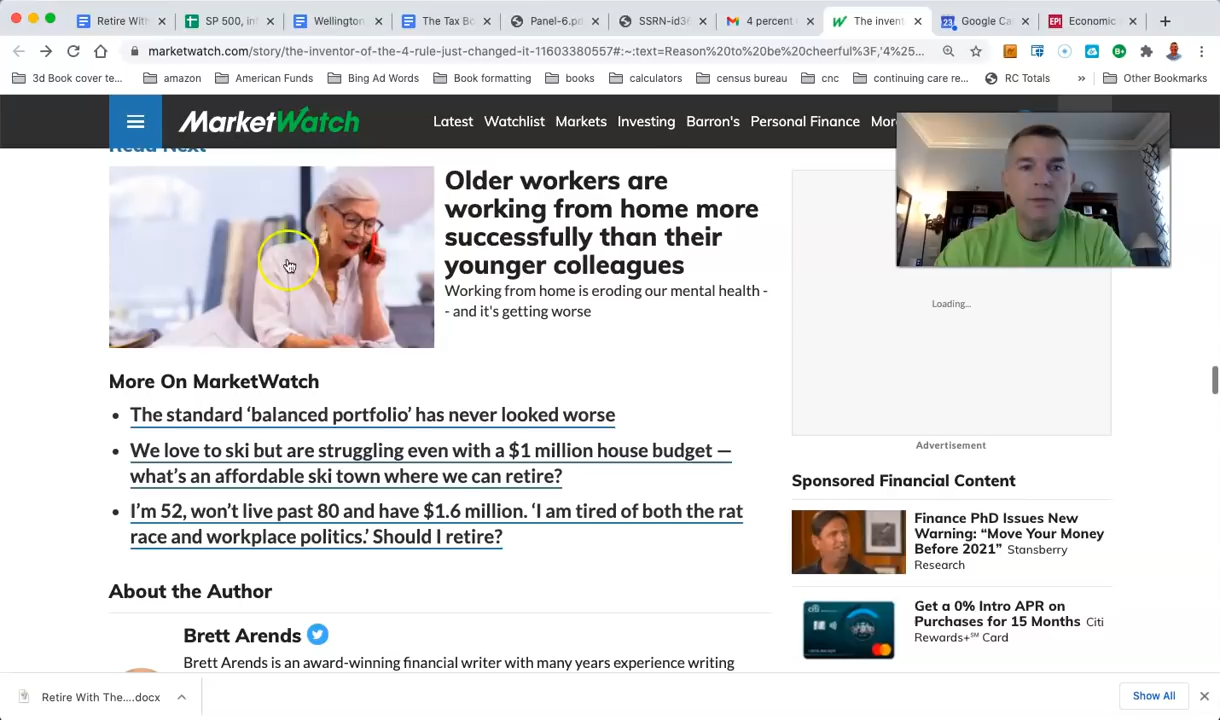 Retire With
SP 500, inf
Wellington
The Tax Bo
Panel-6.pd
SSRN-id36
4 percent
The invent
Google Ca
Economic
marketwatch.com/story/the-inventor-of-the-4-rule-just-changed-it-11603380557#:~:text=Reason%20to%20be%20cheerful%3F,'4%25...
3d Book cover te...
amazon
American Funds
Bing Ad Words
Book formatting
books
calculators
census bureau
cnc
continuing care re...
RC Totals
»
Other Bookmarks
MarketWatch
Latest
Watchlist
Markets
Investing
Barron's
Personal Finance
Read Next
Older workers are
working from home more
successfully than their
younger colleagues
Working from home is eroding our mental health -
- and it's getting worse
Loading...
Advertisement
More On MarketWatch
• The standard ‘balanced portfolio’ has never looked worse
• We love to ski but are struggling even with a $1 million house budget —
what’s an affordable ski town where we can retire?
• I’m 52, won’t live past 80 and have $1.6 million. ‘I am tired of both the rat
race and workplace politics.’ Should I retire?
Sponsored Financial Content
Finance PhD Issues New
Warning: “Move Your Money
Before 2021” Stansberry
Research
Get a 0% Intro APR on
Purchases for 15 Months Citi
Rewards+℠ Card
About the Author
Brett Arends
Brett Arends is an award-winning financial writer with many years experience writing
Retire With The....docx
Show All